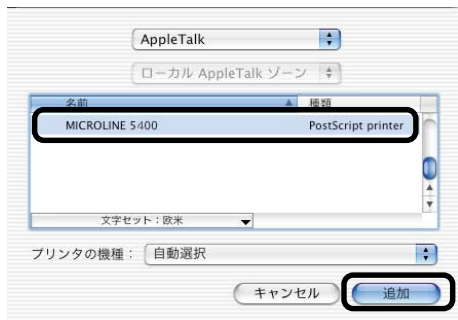 AppleTalk
ローカル AppleTalk ゾーン
名前 種類
MICROLINE 5400 PostScript printer
文字セット：欧米
プリンタの機種： 自動選択
キャンセル 追加